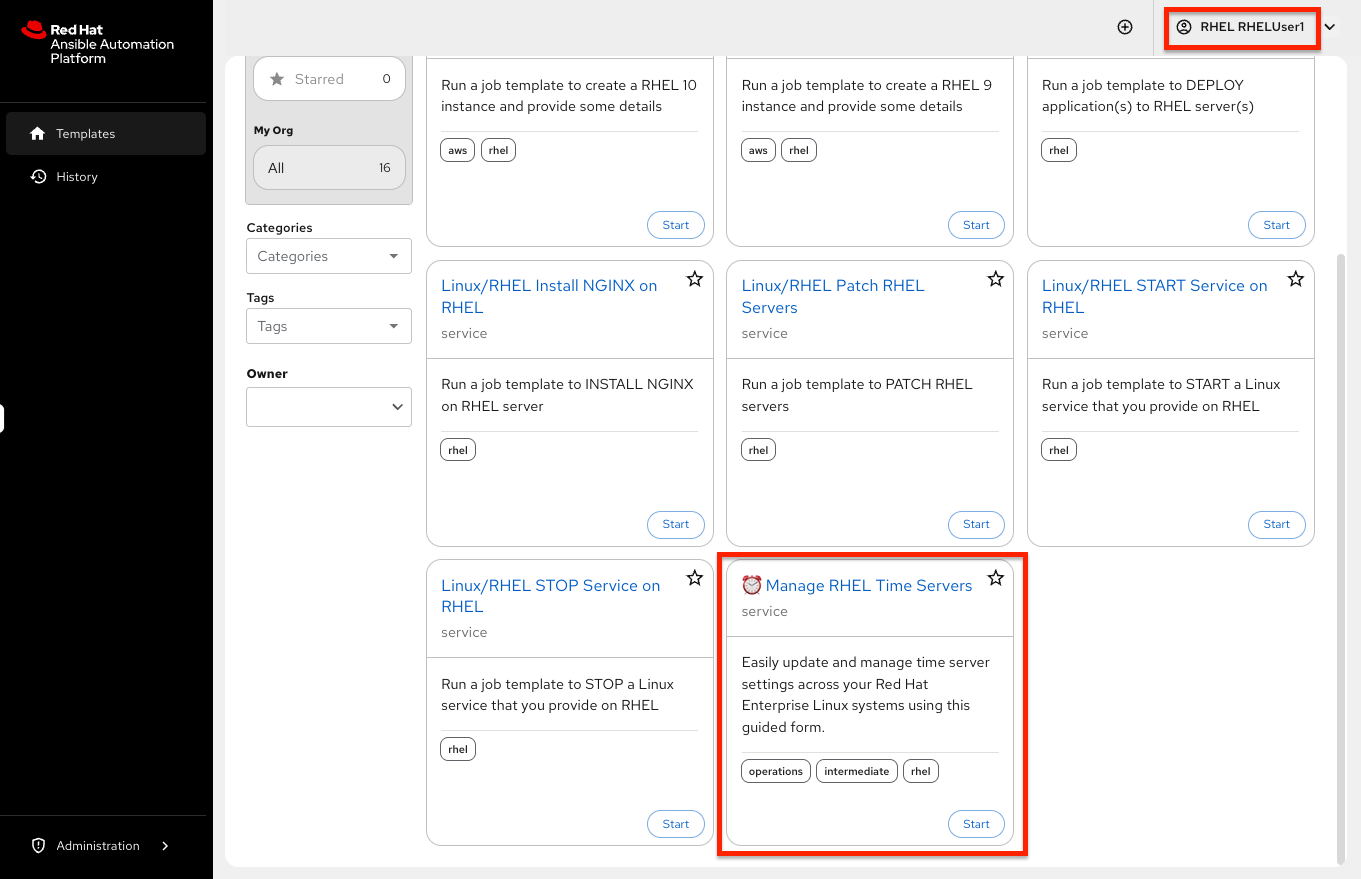 Red Hat
Ansible Automation
Platform
RHEL RHELUser1
Templates
History
Administration
Starred 0
My Org
All 16
Categories
Categories
Tags
Tags
Owner
Run a job template to create a RHEL 10
instance and provide some details
aws rhel
Start
Run a job template to create a RHEL 9
instance and provide some details
aws rhel
Start
Run a job template to DEPLOY
application(s) to RHEL server(s)
rhel
Start
Linux/RHEL Install NGINX on
RHEL
service
Run a job template to INSTALL NGINX
on RHEL server
rhel
Start
Linux/RHEL Patch RHEL
Servers
service
Run a job template to PATCH RHEL
servers
rhel
Start
Linux/RHEL START Service on
RHEL
service
Run a job template to START a Linux
service that you provide on RHEL
rhel
Start
Linux/RHEL STOP Service on
RHEL
service
Run a job template to STOP a Linux
service that you provide on RHEL
rhel
Start
⏰ Manage RHEL Time Servers
service
Easily update and manage time server
settings across your Red Hat
Enterprise Linux systems using this
guided form.
operations intermediate rhel
Start